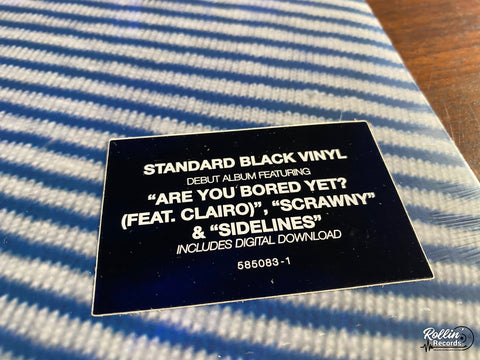 STANDARD BLACK VINYL
DEBUT ALBUM FEATURING
"ARE YOU BORED YET?
(FEAT. CLAIRO)", "SCRAWNY"
& "SIDELINES"
INCLUDES DIGITAL DOWNLOAD
585083-1
Rollin
Records